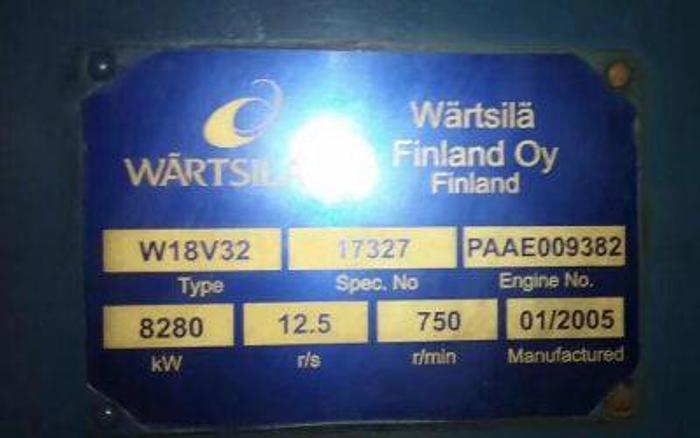 WÄRTSILÄ
Wärtsilä
Finland Oy
Finland
W18V32 17327 PAAE009382
Type Spec. No Engine No.
8280 12.5 750 01/2005
kW r/s r/min Manufactured